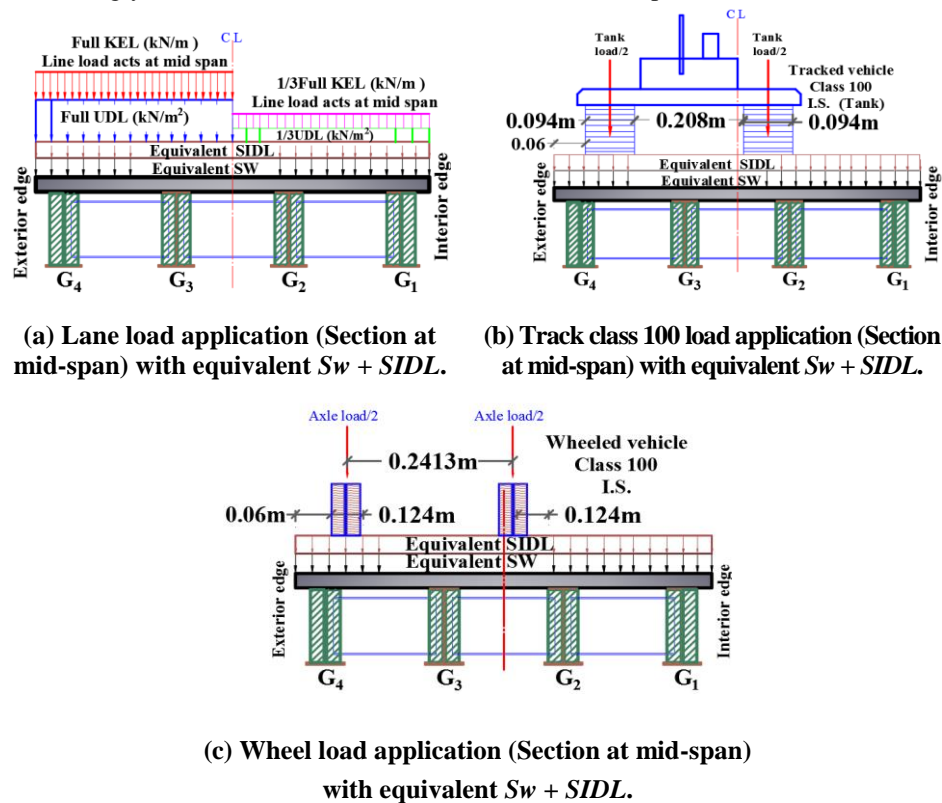 C L
Full KEL (kN/m )
Line load acts at mid span
1/3Full KEL (kN/m )
Line load acts at mid span
Full UDL (kN/m²)
1/3UDL (kN/m²)
Equivalent SIDL
Equivalent SW
Exterior edge
Interior edge
G₄ G₃ G₂ G₁
(a) Lane load application (Section at
mid-span) with equivalent Sw + SIDL.
C L
Tank
load/2
Tank
load/2
Tracked vehicle
Class 100
I.S. (Tank)
0.094m
0.208m
0.094m
0.06
Equivalent SIDL
Equivalent SW
Exterior edge
Interior edge
G₄ G₃ G₂ G₁
(b) Track class 100 load application (Section
at mid-span) with equivalent Sw + SIDL.
Axle load/2
Axle load/2
0.2413m
Wheeled vehicle
Class 100
I.S.
0.06m
0.124m
0.124m
Equivalent SIDL
Equivalent SW
Exterior edge
Interior edge
G₄ G₃ G₂ G₁
(c) Wheel load application (Section at mid-span)
with equivalent Sw + SIDL.